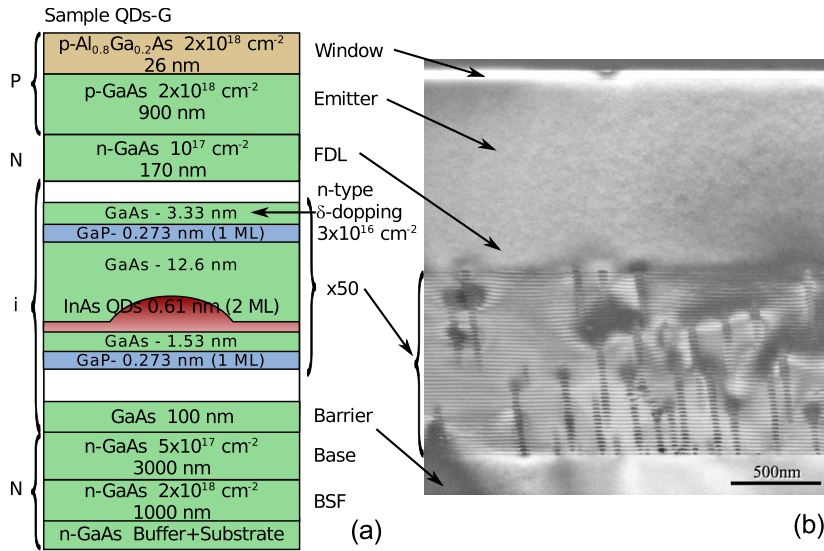 Sample QDs-G
p-Al0.8Ga0.2As 2x10^18 cm^-2
26 nm
Window
p-GaAs 2x10^18 cm^-2
900 nm
Emitter
P
n-GaAs 10^17 cm^-2
170 nm
FDL
N
n-type
δ-dopping
3x10^16 cm^-2
GaAs - 3.33 nm
GaP- 0.273 nm (1 ML)
GaAs - 12.6 nm
x50
i
InAs QDs 0.61 nm (2 ML)
GaAs - 1.53 nm
GaP- 0.273 nm (1 ML)
GaAs 100 nm
Barrier
n-GaAs 5x10^17 cm^-2
3000 nm
Base
N
n-GaAs 2x10^18 cm^-2
1000 nm
BSF
n-GaAs Buffer+Substrate
(a)
500nm
(b)